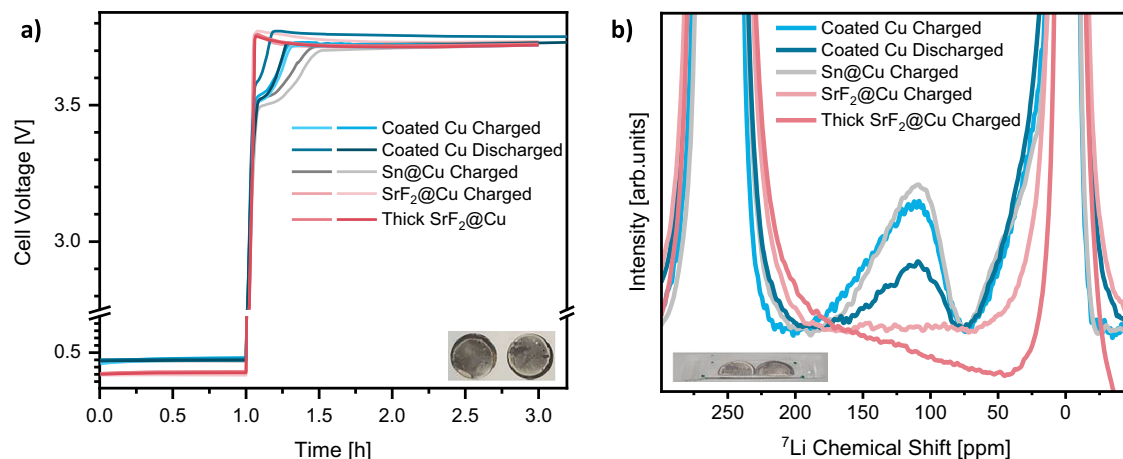 a)
3.5
3.0
0.5
Cell Voltage [V]
Coated Cu Charged
Coated Cu Discharged
Sn@Cu Charged
SrF₂@Cu Charged
Thick SrF₂@Cu
0.0 0.5 1.0 1.5 2.0 2.5 3.0
Time [h]
b)
Intensity [arb.units]
Coated Cu Charged
Coated Cu Discharged
Sn@Cu Charged
SrF₂@Cu Charged
Thick SrF₂@Cu Charged
250 200 150 100 50 0
⁷Li Chemical Shift [ppm]